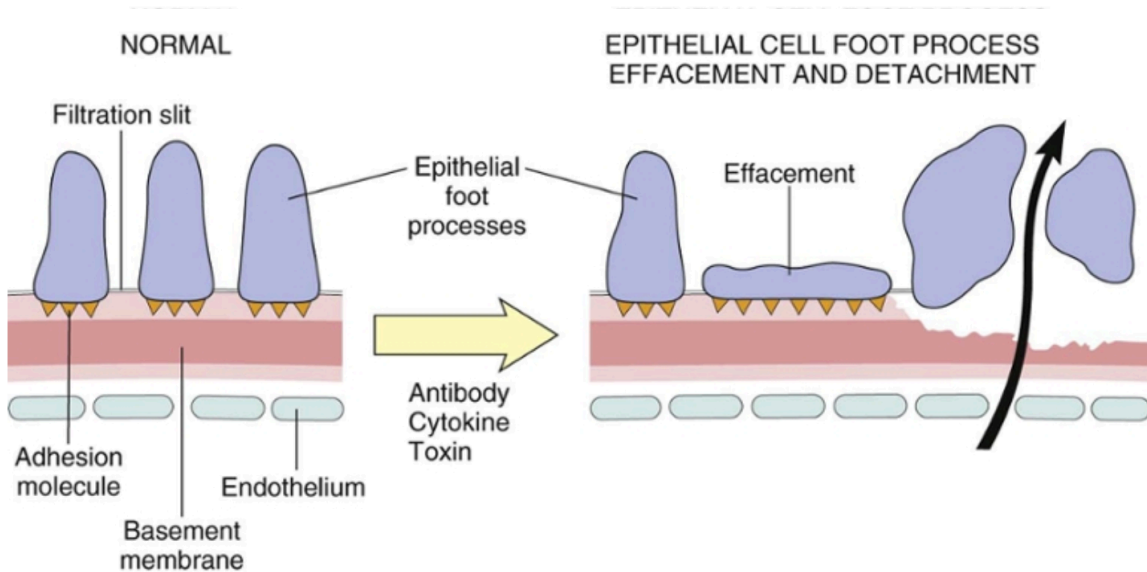 NORMAL
EPITHELIAL CELL FOOT PROCESS
EFFACEMENT AND DETACHMENT
Filtration slit
Epithelial
foot
processes
Effacement
Antibody
Cytokine
Toxin
Adhesion
molecule
Endothelium
Basement
membrane